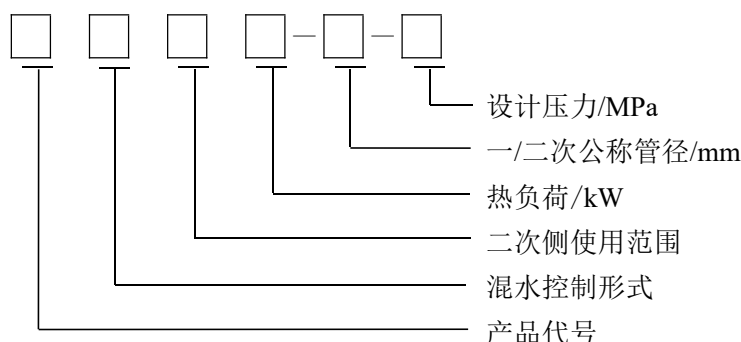 设计压力/MPa
一/二次公称管径/mm
热负荷/kW
二次侧使用范围
混水控制形式
产品代号